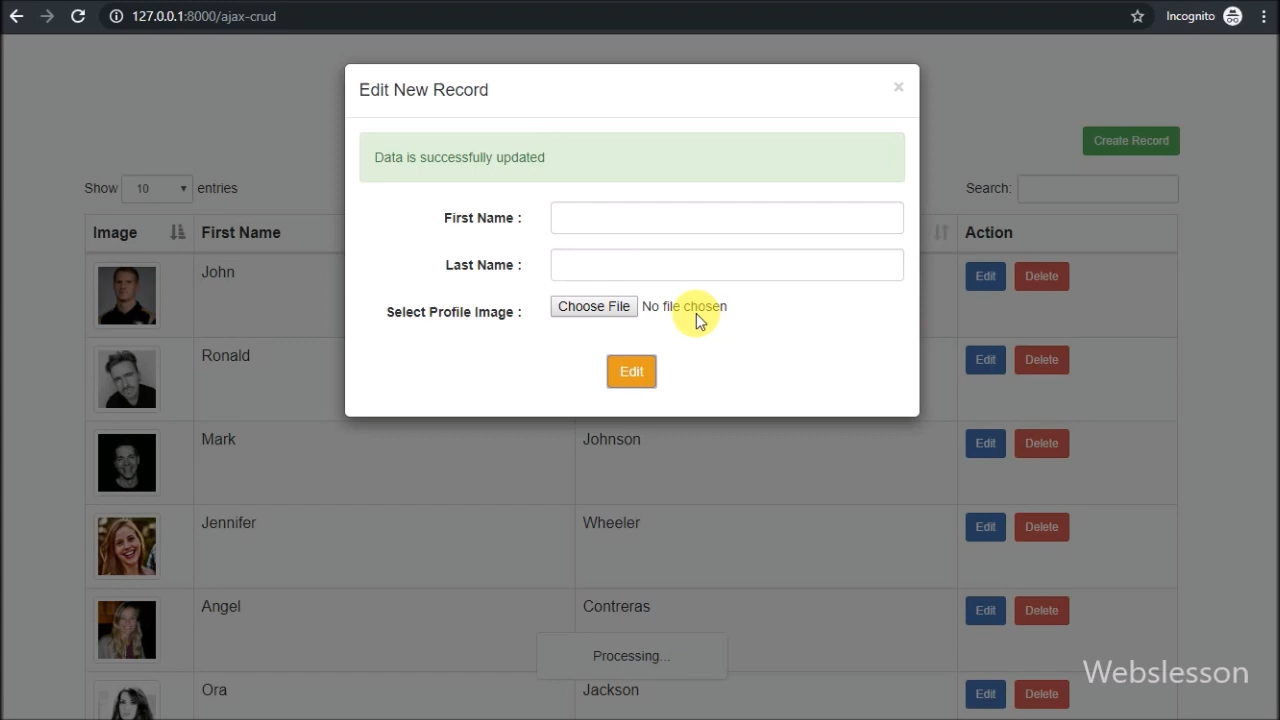 127.0.0.1:8000/ajax-crud
Incognito
Edit New Record
×
Data is successfully updated
First Name :
Last Name :
Select Profile Image : Choose File No file chosen
Edit
Create Record
Show 10 entries
Search:
Image First Name Action
John Edit Delete
Ronald Edit Delete
Mark Johnson Edit Delete
Jennifer Wheeler Edit Delete
Angel Contreras Edit Delete
Processing...
Ora Jackson Edit Delete
Webslesson